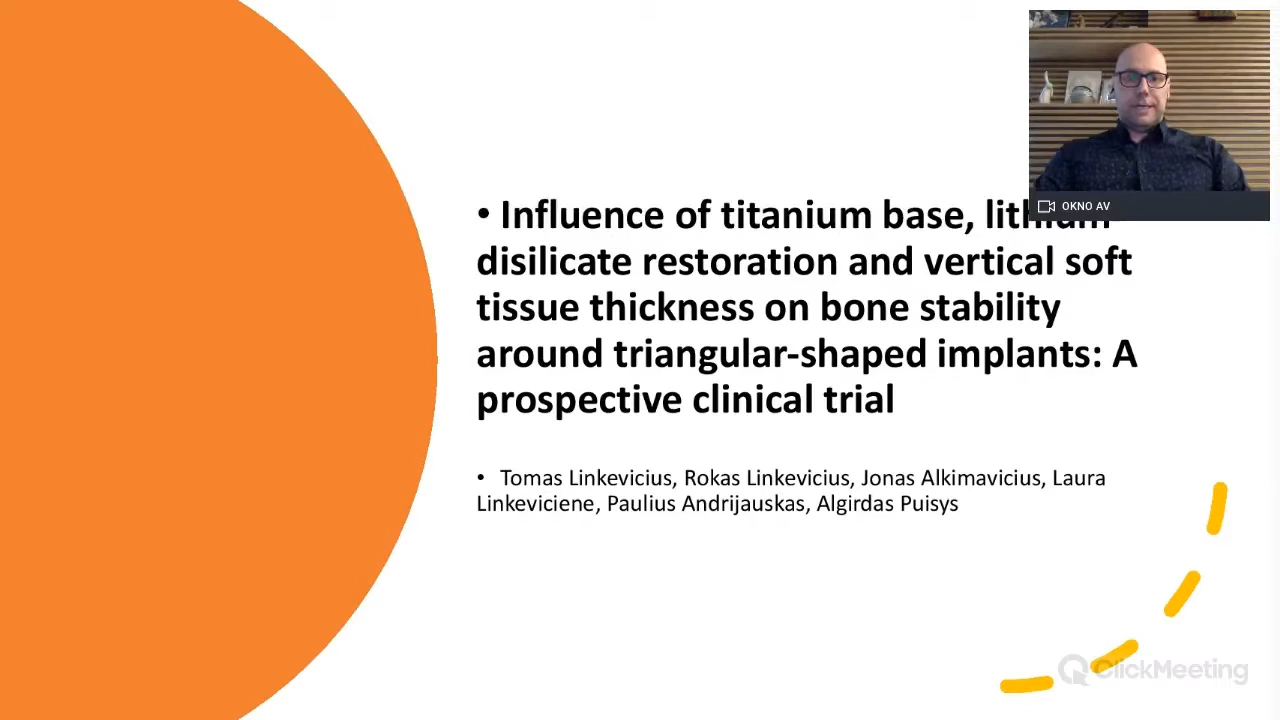 • Influence of titanium base, lithium
disilicate restoration and vertical soft
tissue thickness on bone stability
around triangular-shaped implants: A
prospective clinical trial
• Tomas Linkevicius, Rokas Linkevicius, Jonas Alkimavicius, Laura
Linkeviciene, Paulius Andrijauskas, Algirdas Puisys
OKNO AV
ClickMeeting